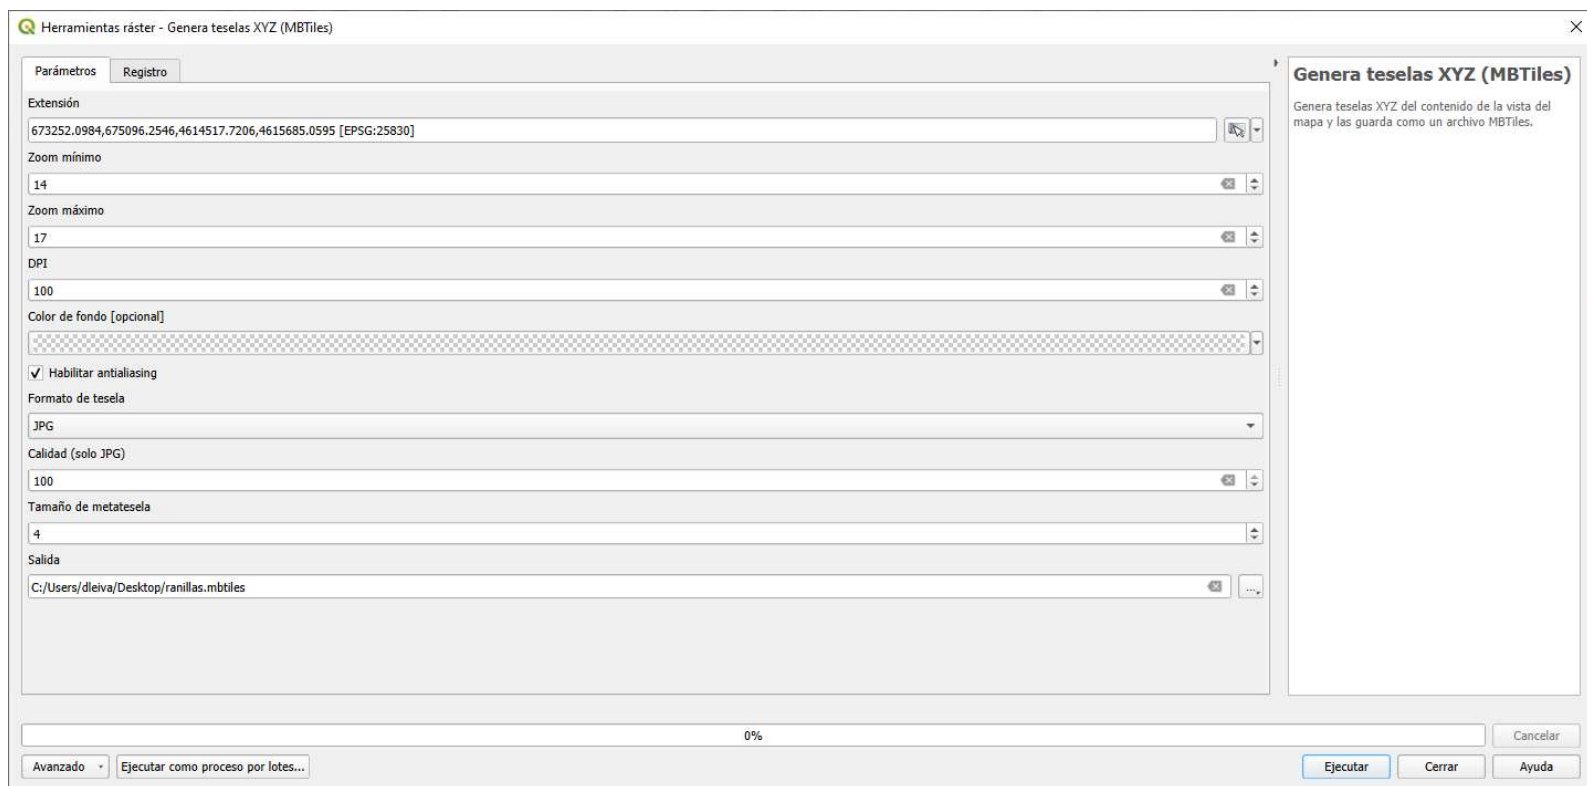 Herramientas ráster - Genera teselas XYZ (MBTiles)
Parámetros
Registro
Extensión
673252.0984,675096.2546,4614517.7206,4615685.0595 [EPSG:25830]
Zoom mínimo
14
Zoom máximo
17
DPI
100
Color de fondo [opcional]
Habilitar antialiasing
Formato de tesela
JPG
Calidad (solo JPG)
100
Tamaño de metatesela
4
Salida
C:/Users/dleiva/Desktop/ranillas.mbtiles
...
Genera teselas XYZ (MBTiles)
Genera teselas XYZ del contenido de la vista del
mapa y las guarda como un archivo MBTiles.
0%
Cancelar
Avanzado
Ejecutar como proceso por lotes...
Ejecutar
Cerrar
Ayuda